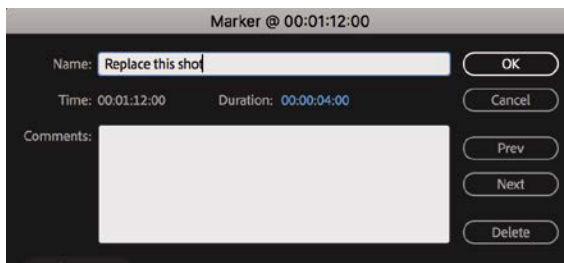 Marker @ 00:01:12:00
Name: Replace this shot OK
Time: 00:01:12:00 Duration: 00:00:04:00 Cancel
Comments:
Prev
Next
Delete